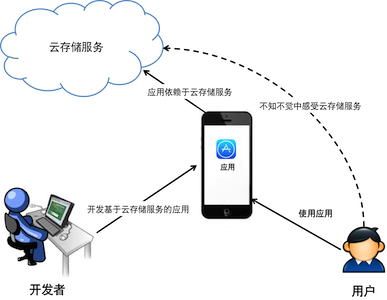 云存储服务
应用依赖于云存储服务
不知不觉中感受云存储服务
应用
开发基于云存储服务的应用
使用应用
开发者
用户